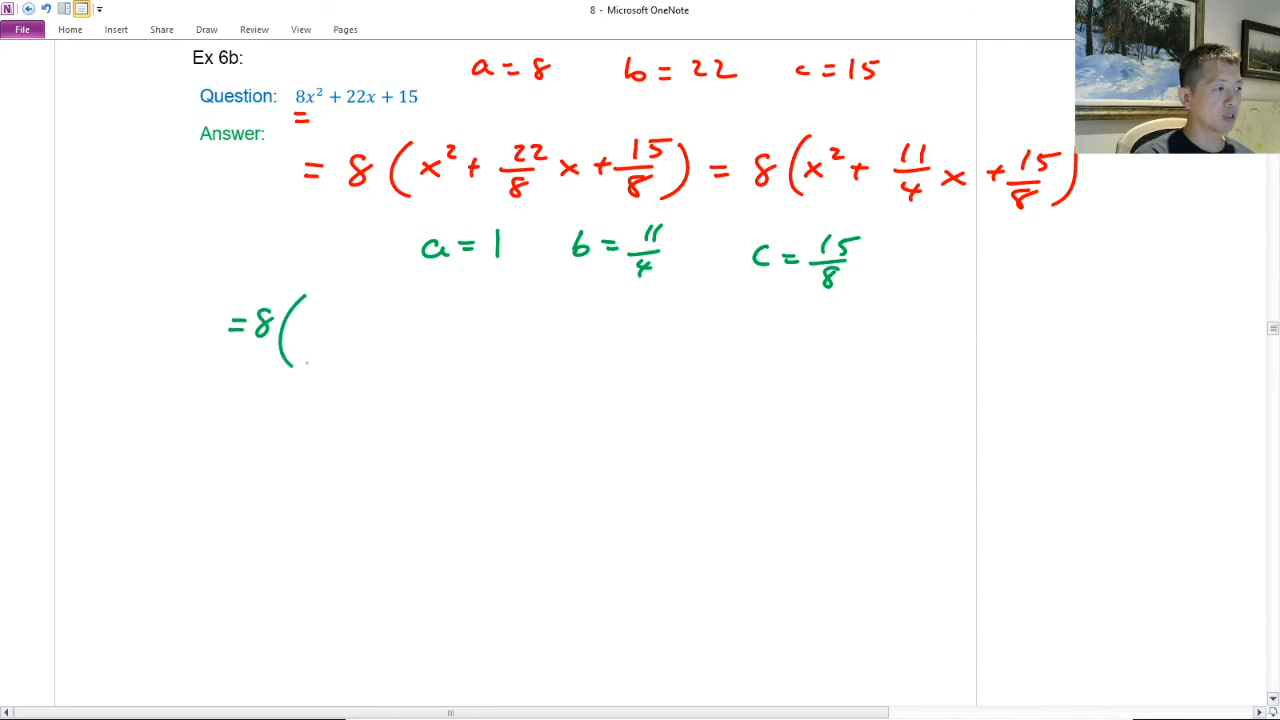 8 - Microsoft OneNote
File Home Insert Share Draw Review View Pages
Ex 6b:
a = 8 b = 22 c = 15
Question: 8x² + 22x + 15
=
Answer:
= 8 ( x² + 22/8 x + 15/8 ) = 8 ( x² + 11/4 x + 15/8 )
a = 1 b = 11/4 c = 15/8
= 8 (